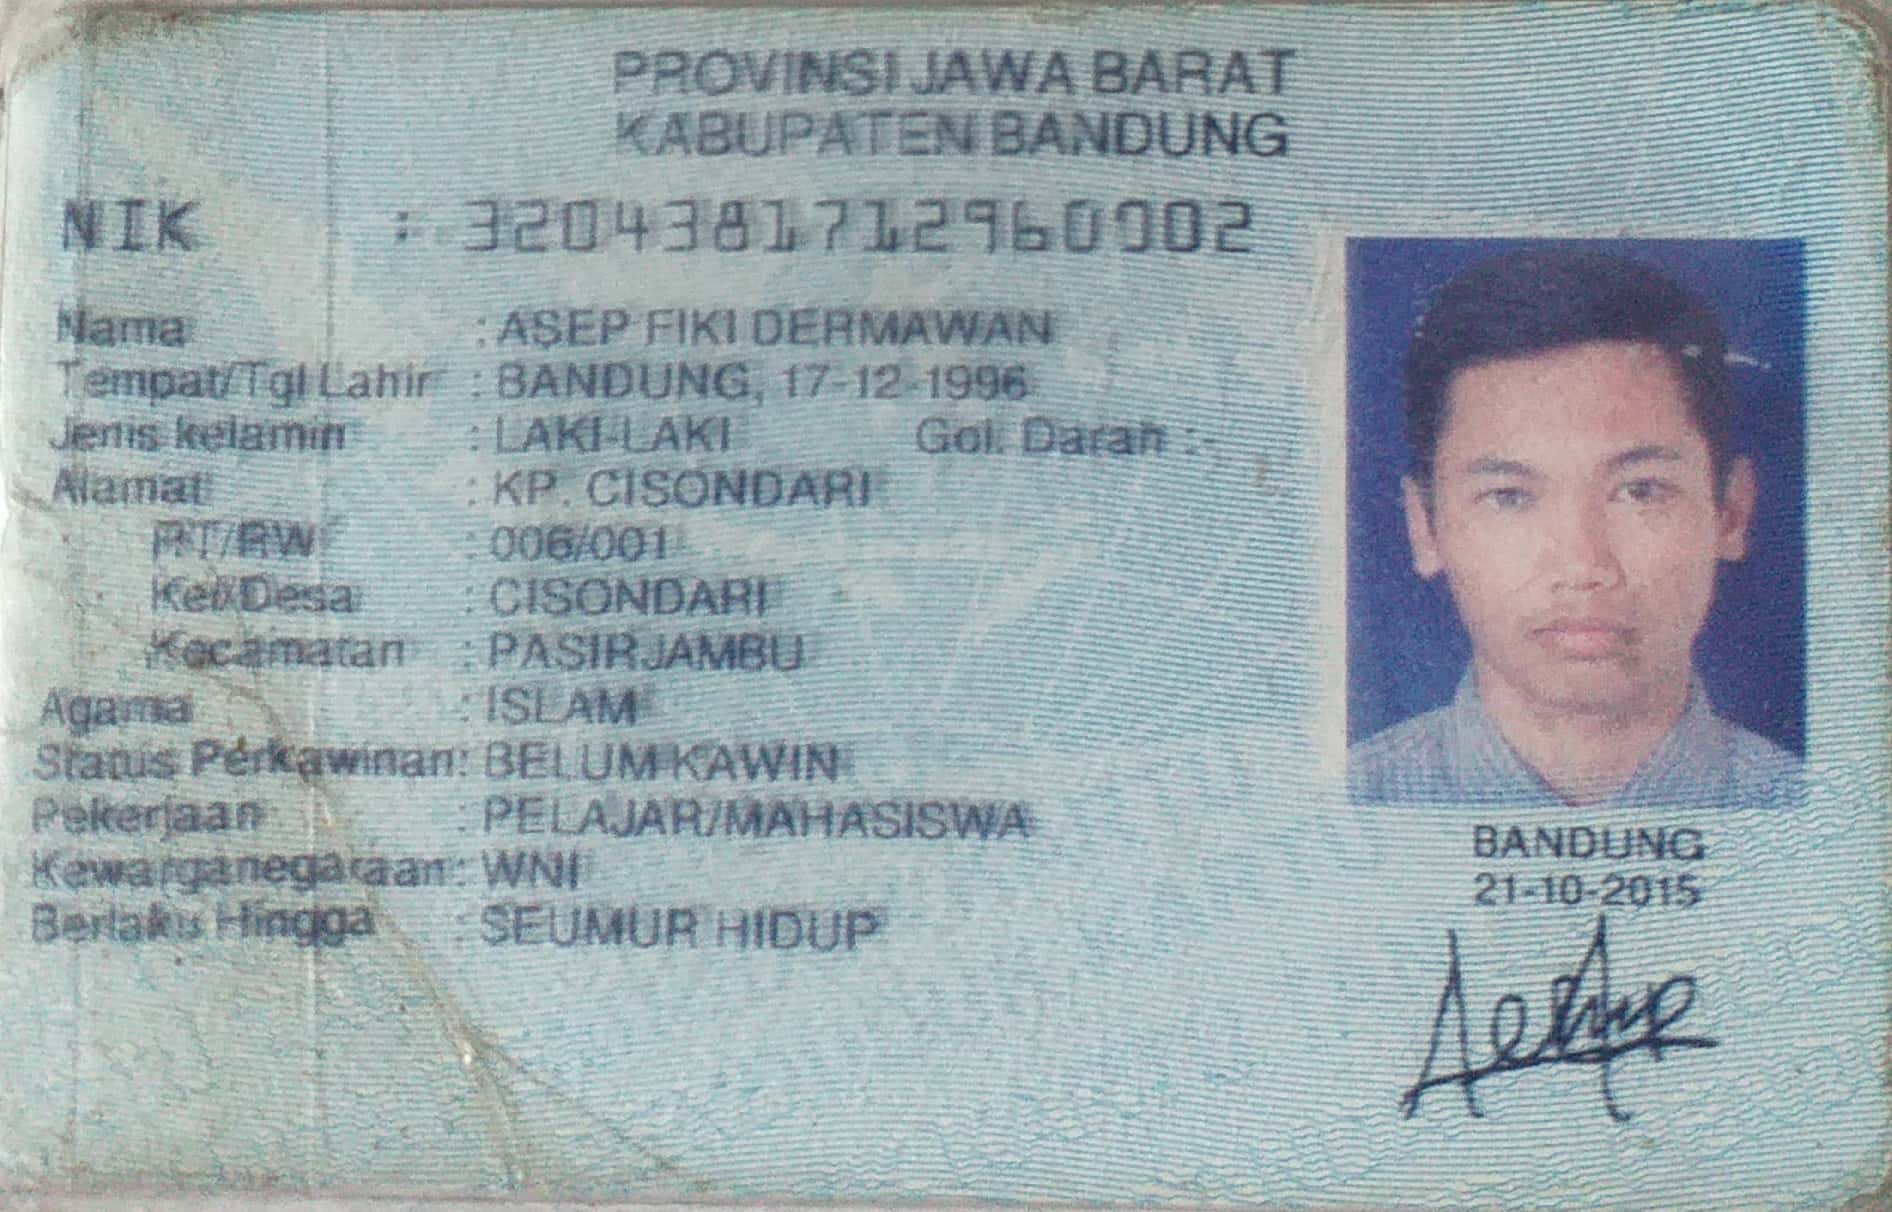 PROVINSI JAWA BARAT
KABUPATEN BANDUNG
NIK : 3204381712960002
Nama : ASEP FIKI DERMAWAN
Tempat/Tgl Lahir : BANDUNG, 17-12-1996
Jenis kelamin : LAKI-LAKI Gol. Darah :-
Alamat : KP. CISONDARI
RT/RW : 006/001
Kel/Desa : CISONDARI
Kecamatan : PASIRJAMBU
Agama : ISLAM
Status Perkawinan: BELUM KAWIN
Pekerjaan : PELAJAR/MAHASISWA
Kewarganegaraan: WNI
Berlaku Hingga : SEUMUR HIDUP
BANDUNG
21-10-2015